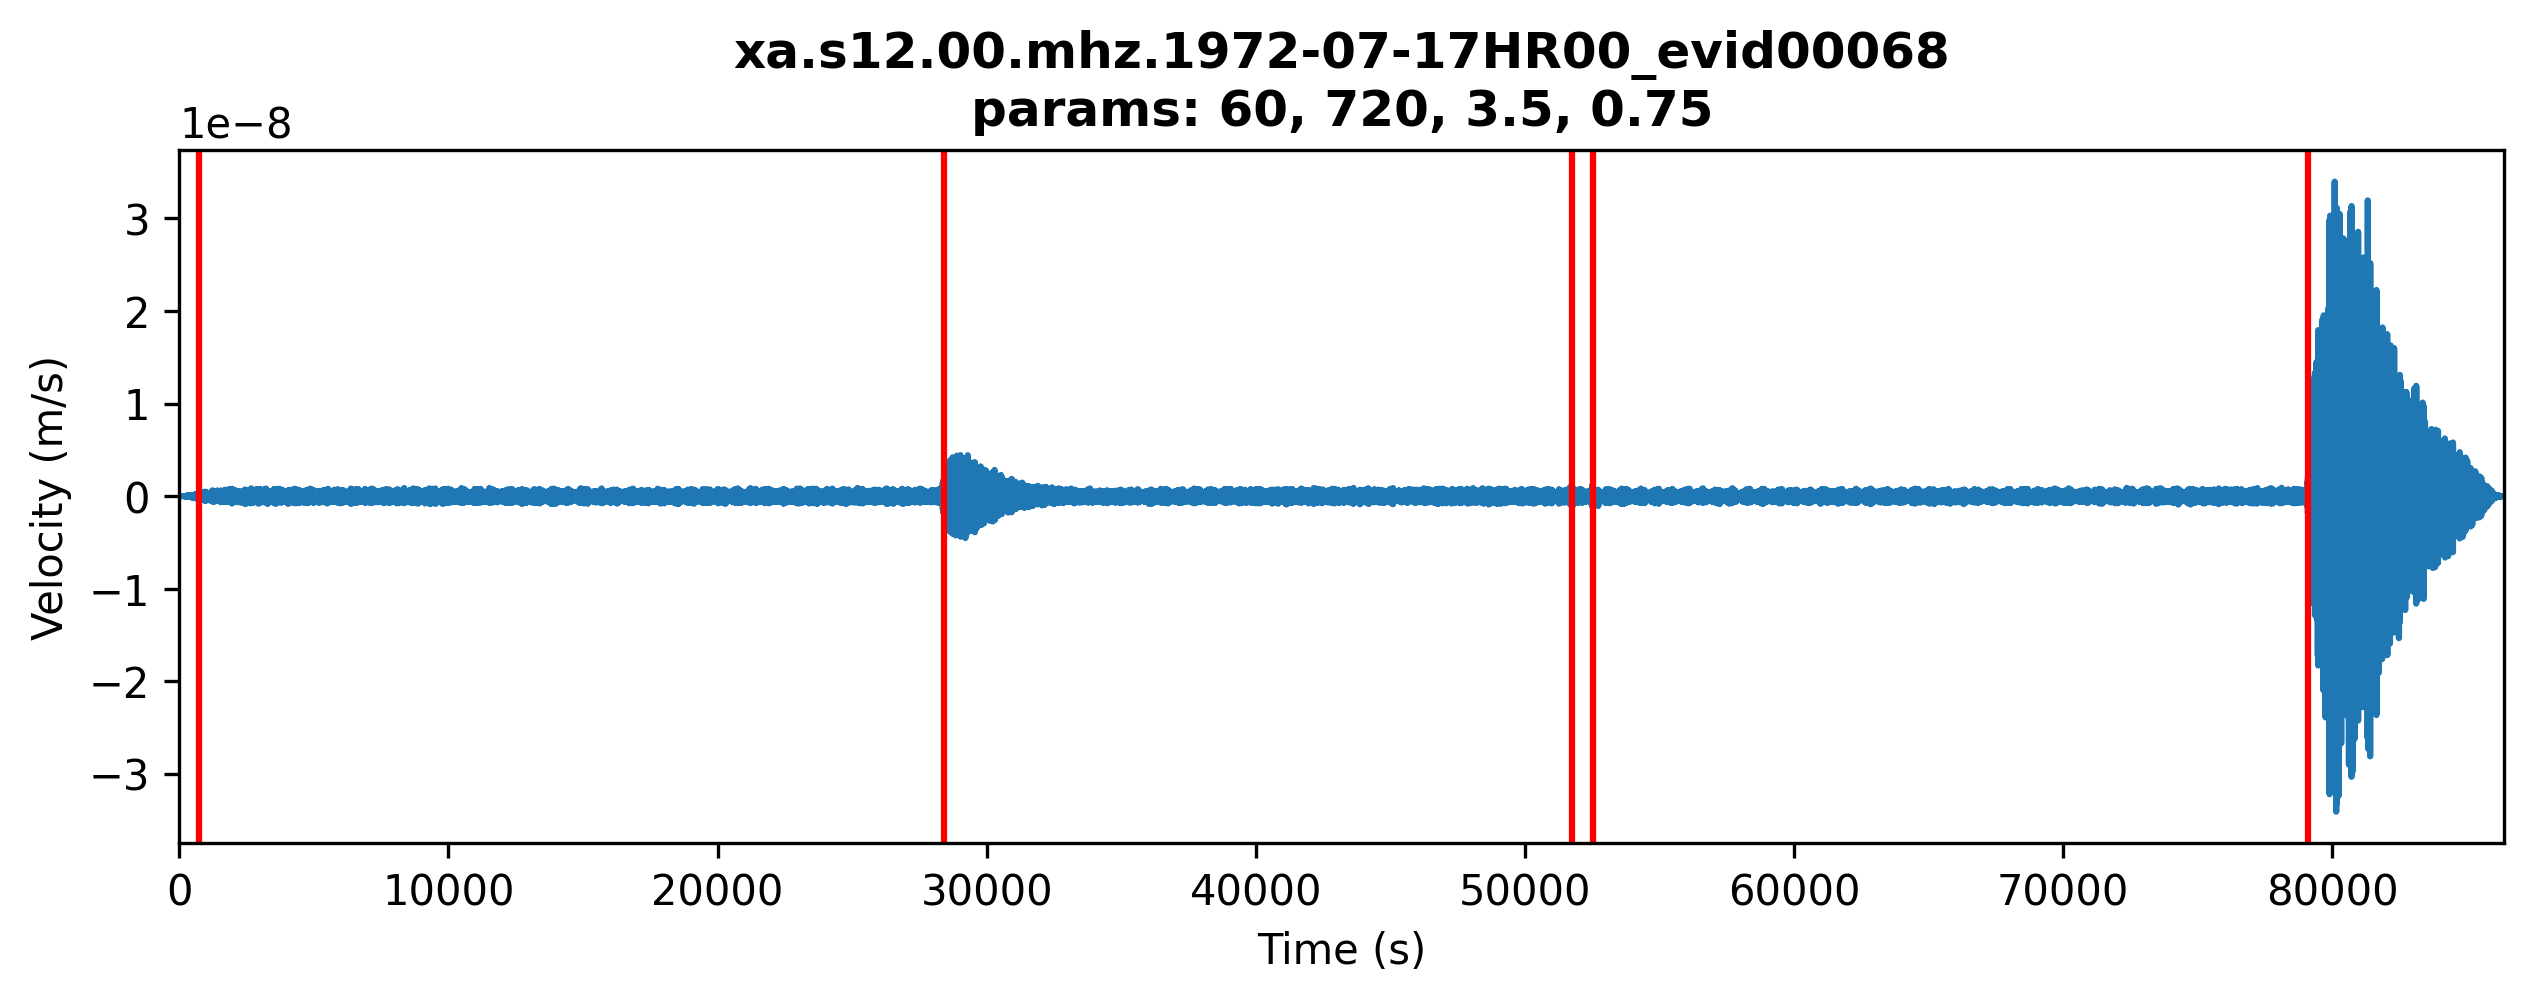 xa.s12.00.mhz.1972-07-17HR00_evid00068
params: 60, 720, 3.5, 0.75
1e−8
3
2
1
0
−1
−2
−3
Velocity (m/s)
0 10000 20000 30000 40000 50000 60000 70000 80000
Time (s)